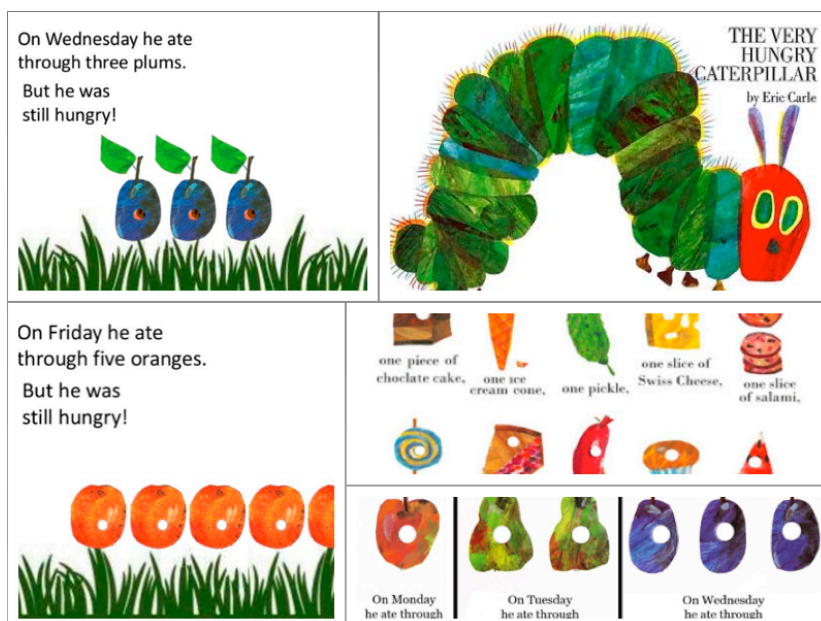 On Wednesday he ate
through three plums.
But he was
still hungry!
THE VERY
HUNGRY
CATERPILLAR
by Eric Carle
On Friday he ate
through five oranges.
But he was
still hungry!
one piece of
choclate cake,
one ice
cream cone,
one pickle,
one slice of
Swiss Cheese,
one slice
of salami,
On Monday
he ate through
On Tuesday
he ate through
On Wednesday
he ate through